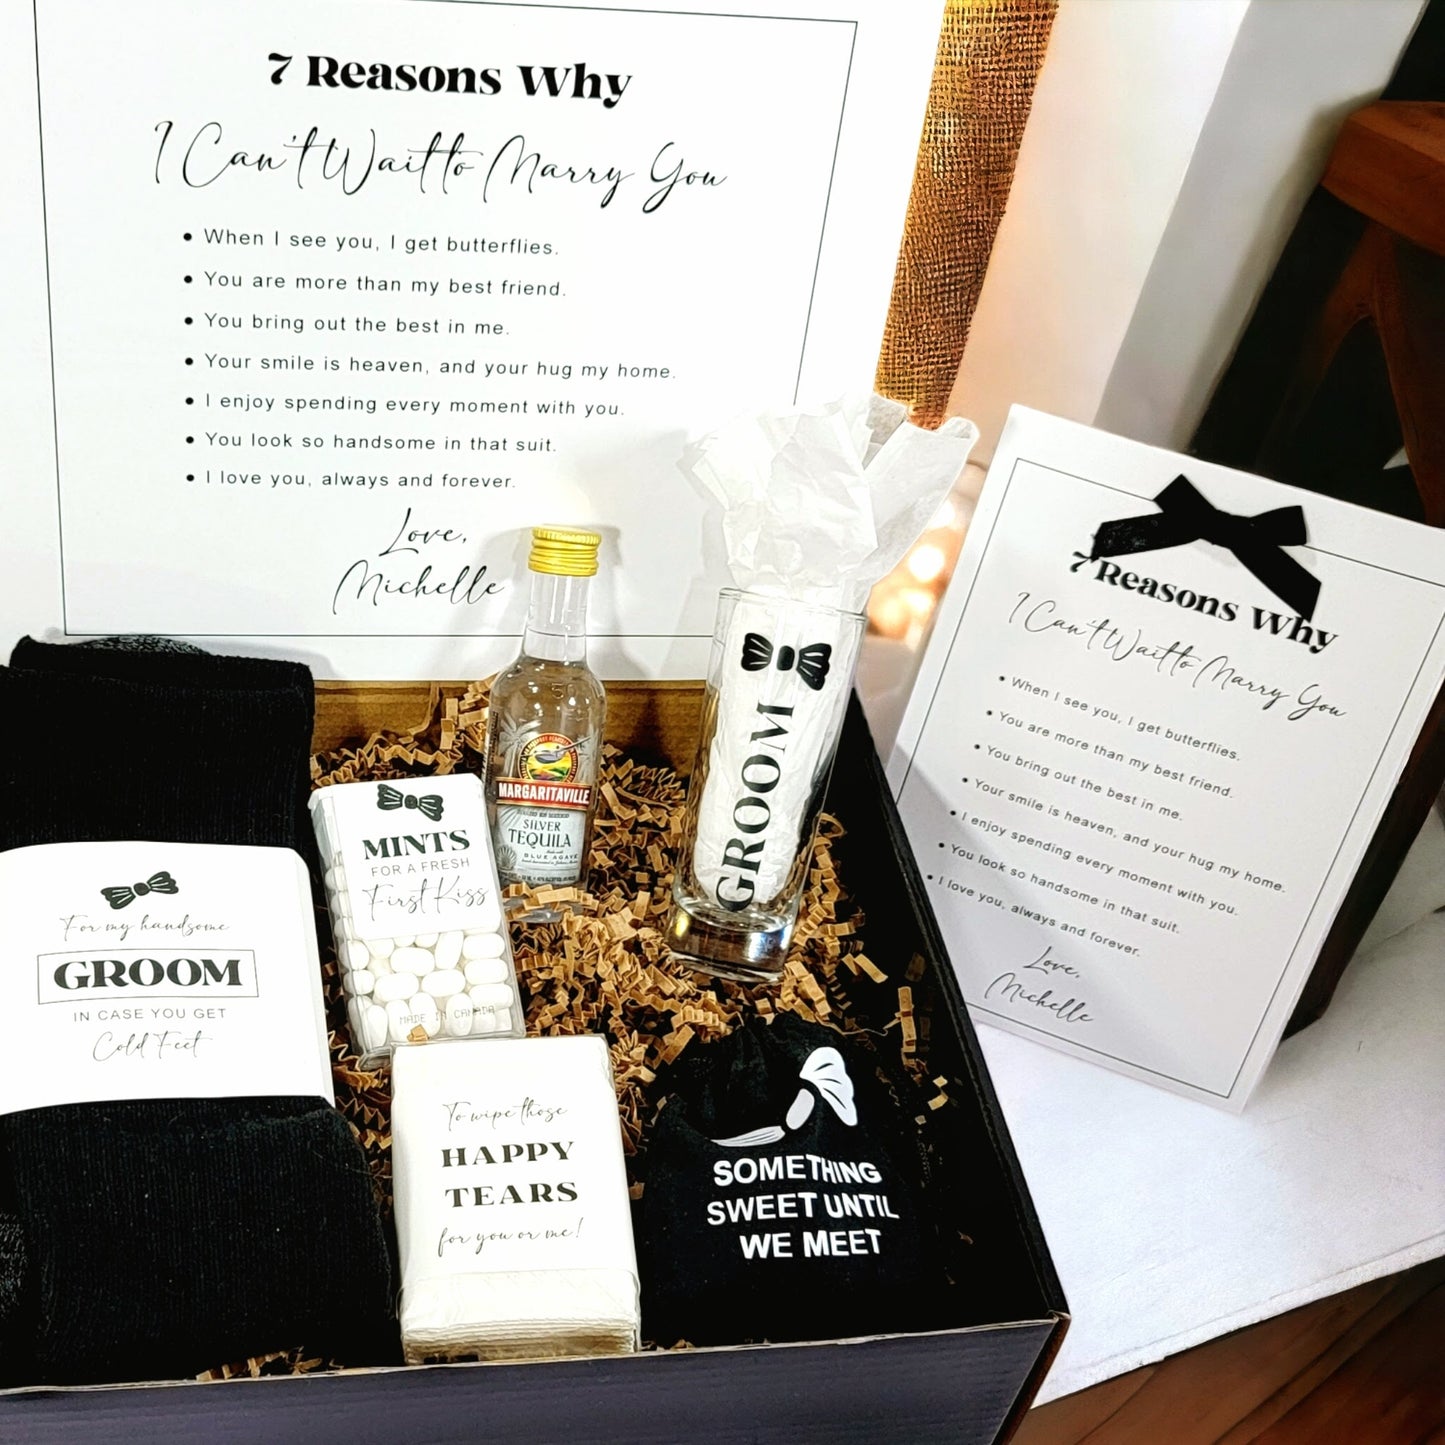 7 Reasons Why
I Can't Wait to Marry You
• When I see you, I get butterflies.
• You are more than my best friend.
• You bring out the best in me.
• Your smile is heaven, and your hug my home.
• I enjoy spending every moment with you.
• You look so handsome in that suit.
• I love you, always and forever.
Love,
Michelle
7 Reasons Why
I Can't Wait to Marry You
• When I see you, I get butterflies.
• You are more than my best friend.
• You bring out the best in me.
• Your smile is heaven, and your hug my home.
• I enjoy spending every moment with you.
• You look so handsome in that suit.
• I love you, always and forever.
Love,
Michelle
MARGARITAVILLE
SILVER
TEQUILA
BLUE AGAVE
GROOM
MINTS
FOR A FRESH
First Kiss
MADE IN CANADA
For my handsome
GROOM
IN CASE YOU GET
Cold Feet
To wipe those
HAPPY
TEARS
for you or me!
SOMETHING
SWEET UNTIL
WE MEET